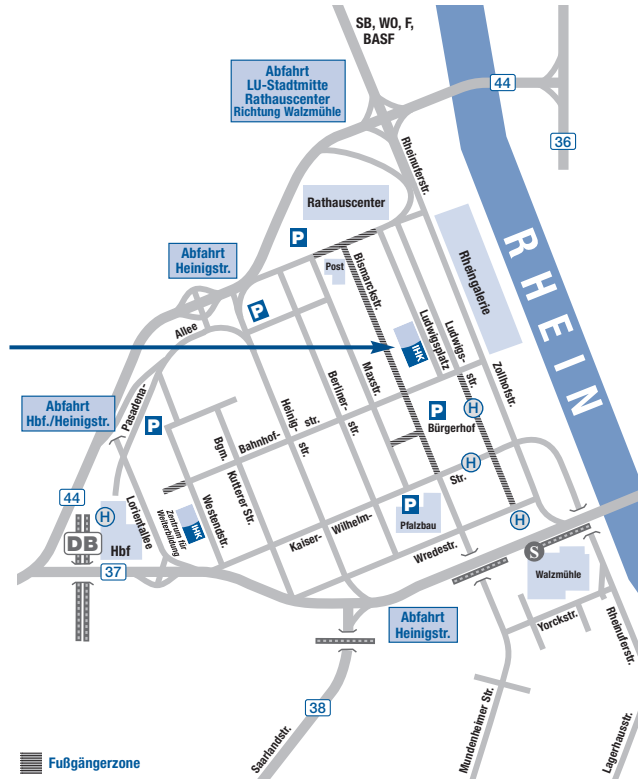 SB, WO, F,
BASF
Abfahrt
LU-Stadtmitte
Rathauscenter
Richtung Walzmühle
44
36
Rheinuferstr.
RHEIN
Rathauscenter
P
Abfahrt
Heinigstr.
Post
Bismarckstr.
Rheingalerie
P
Allee
IHK
Ludwigsplatz
Ludwigs-
str.
Zollhofstr.
Maxstr.
Berliner-
str.
Heinig-
str.
Pasadena-
Abfahrt
Hbf./Heinigstr.
P
P
H
Bürgerhof
Bahnhof-
str.
Bgm.
Kutterer Str.
44
H
DB
Hbf
Lorientallee
Zentrum für
Weiterbildung
IHK
Westendstr.
Kaiser-
Wilhelm-
Str.
P
Pfalzbau
H
Wredestr.
S
Walzmühle
37
Abfahrt
Heinigstr.
Yorckstr.
Rheinuferstr.
38
Saarlandstr.
Mundenheimer Str.
Lagerhausstr.
Fußgängerzone